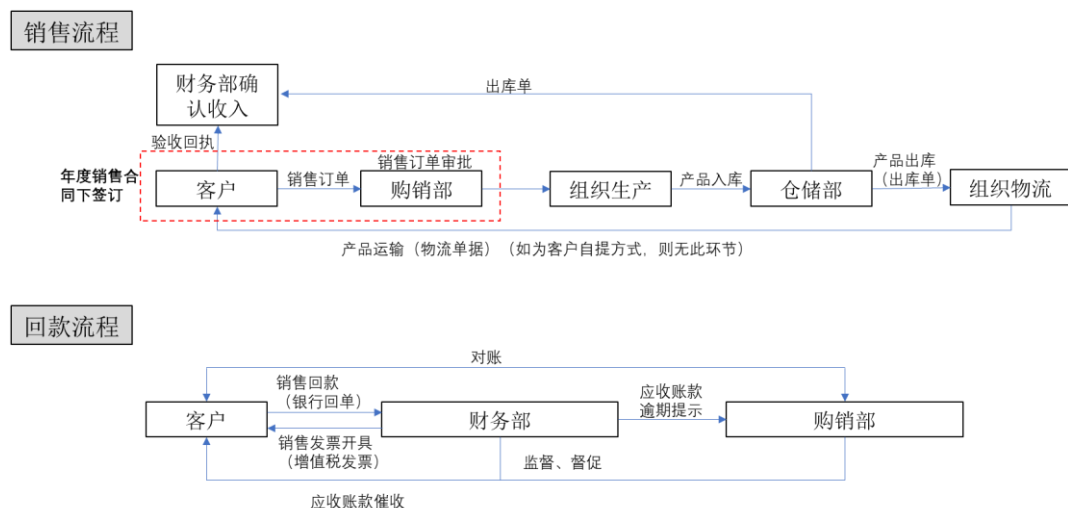 销售流程
财务部确
认收入
出库单
验收回执
年度销售合
同下签订
客户
销售订单
销售订单审批
购销部
组织生产
产品入库
仓储部
产品出库
（出库单）
组织物流
产品运输（物流单据）（如为客户自提方式，则无此环节）
回款流程
对账
客户
销售回款
（银行回单）
销售发票开具
（增值税发票）
财务部
应收账款
逾期提示
购销部
监督、督促
应收账款催收